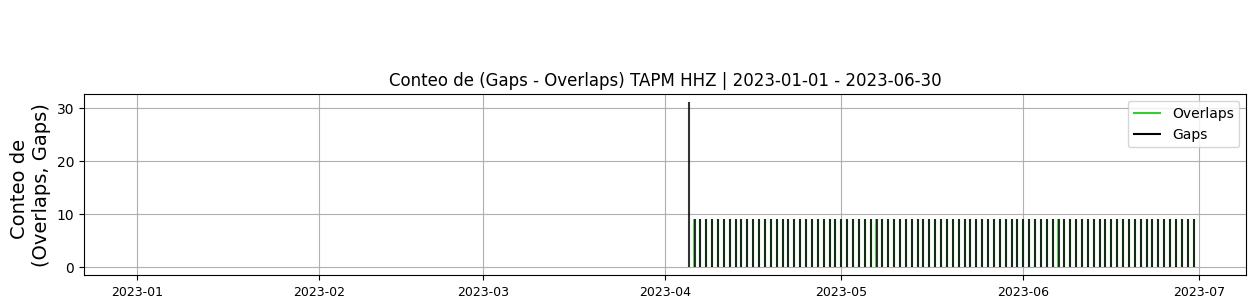 Conteo de (Gaps - Overlaps) TAPM HHZ | 2023-01-01 - 2023-06-30
Conteo de
(Overlaps, Gaps)
30
20
10
0
Overlaps
Gaps
2023-01
2023-02
2023-03
2023-04
2023-05
2023-06
2023-07